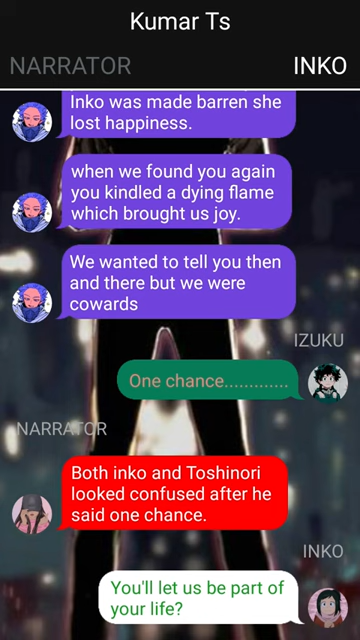 Kumar Ts
NARRATOR
INKO
Inko was made barren she
lost happiness.
when we found you again
you kindled a dying flame
which brought us joy.
We wanted to tell you then
and there but we were
cowards
IZUKU
One chance.............
NARRATOR
Both inko and Toshinori
looked confused after he
said one chance.
INKO
You'll let us be part of
your life?